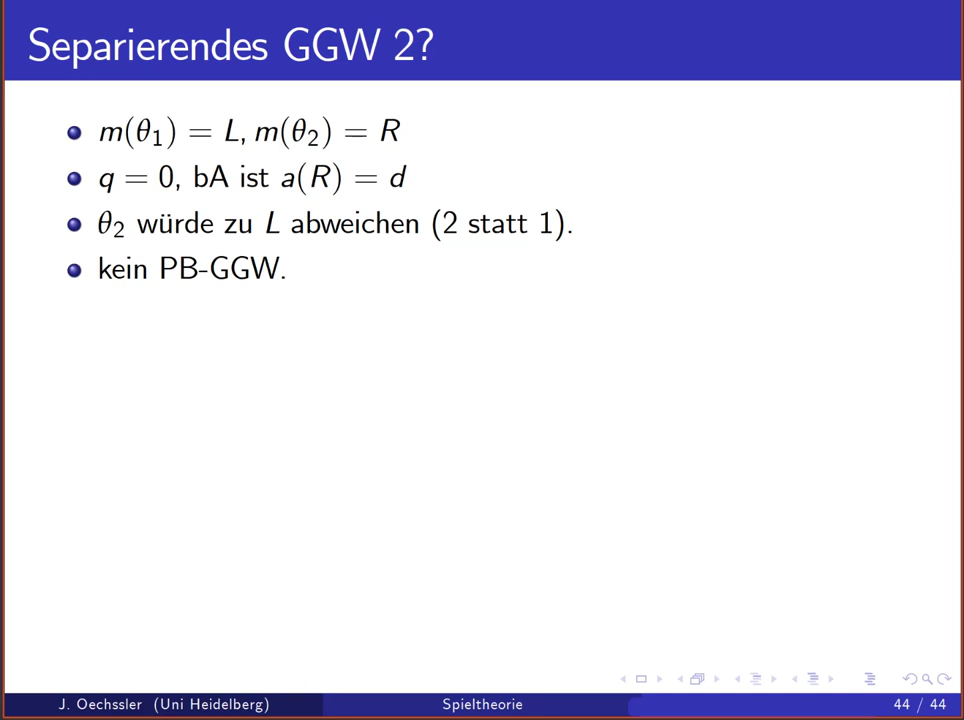 Separierendes GGW 2?
m(θ₁) = L, m(θ₂) = R
q = 0, bA ist a(R) = d
θ₂ würde zu L abweichen (2 statt 1).
kein PB-GGW.
J. Oechssler (Uni Heidelberg) Spieltheorie 44 / 44